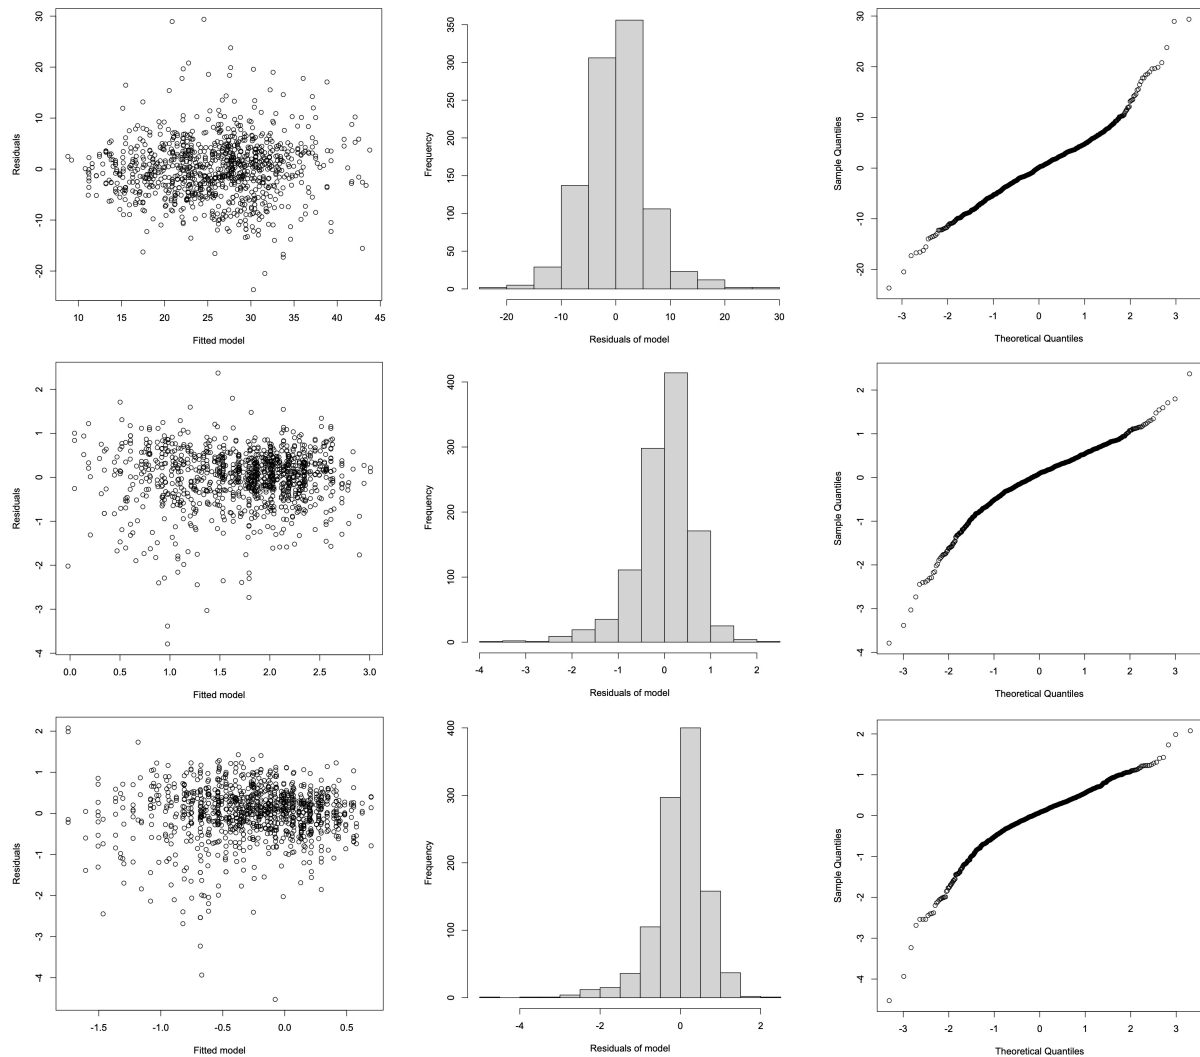 30
20
10
0
-10
-20
Residuals
10 15 20 25 30 35 40 45
Fitted model
350
300
250
200
150
100
50
0
Frequency
-20 -10 0 10 20 30
Residuals of model
30
20
10
0
-10
-20
Sample Quantiles
-3 -2 -1 0 1 2 3
Theoretical Quantiles
2
1
0
-1
-2
-3
-4
Residuals
0.0 0.5 1.0 1.5 2.0 2.5 3.0
Fitted model
400
300
200
100
0
Frequency
-4 -3 -2 -1 0 1 2
Residuals of model
2
1
0
-1
-2
-3
-4
Sample Quantiles
-3 -2 -1 0 1 2 3
Theoretical Quantiles
2
1
0
-1
-2
-3
-4
Residuals
-1.5 -1.0 -0.5 0.0 0.5
Fitted model
400
300
200
100
0
Frequency
-4 -2 0 2
Residuals of model
2
1
0
-1
-2
-3
-4
Sample Quantiles
-3 -2 -1 0 1 2 3
Theoretical Quantiles